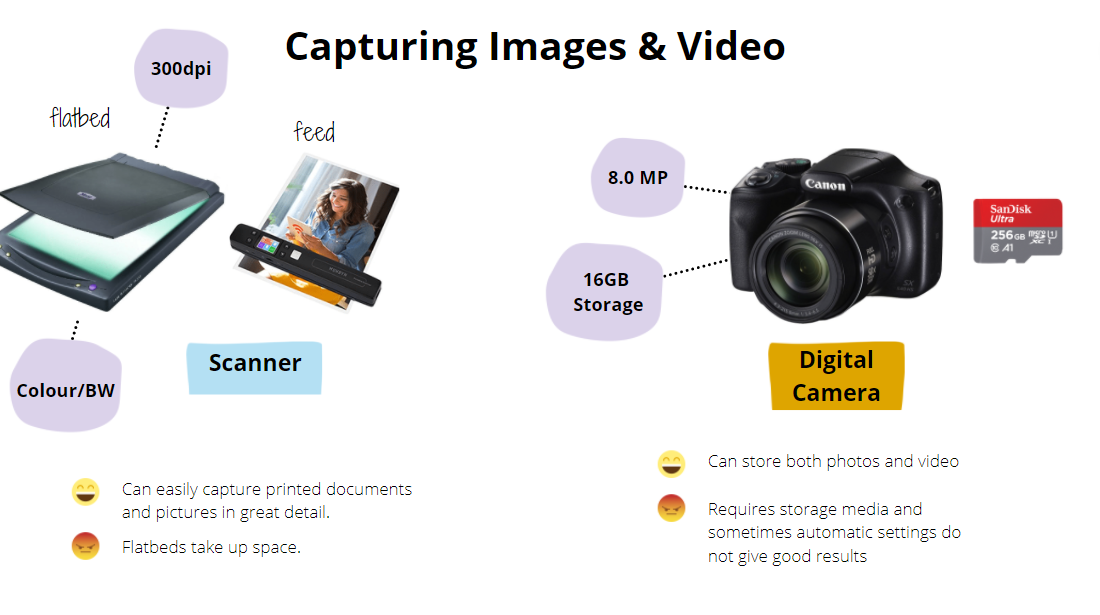 Capturing Images & Video
300dpi
flatbed
feed
Colour/BW
Scanner
Can easily capture printed documents
and pictures in great detail.
Flatbeds take up space.
8.0 MP
16GB
Storage
Canon
SanDisk
Ultra
256GB
A1
Digital
Camera
Can store both photos and video
Requires storage media and
sometimes automatic settings do
not give good results